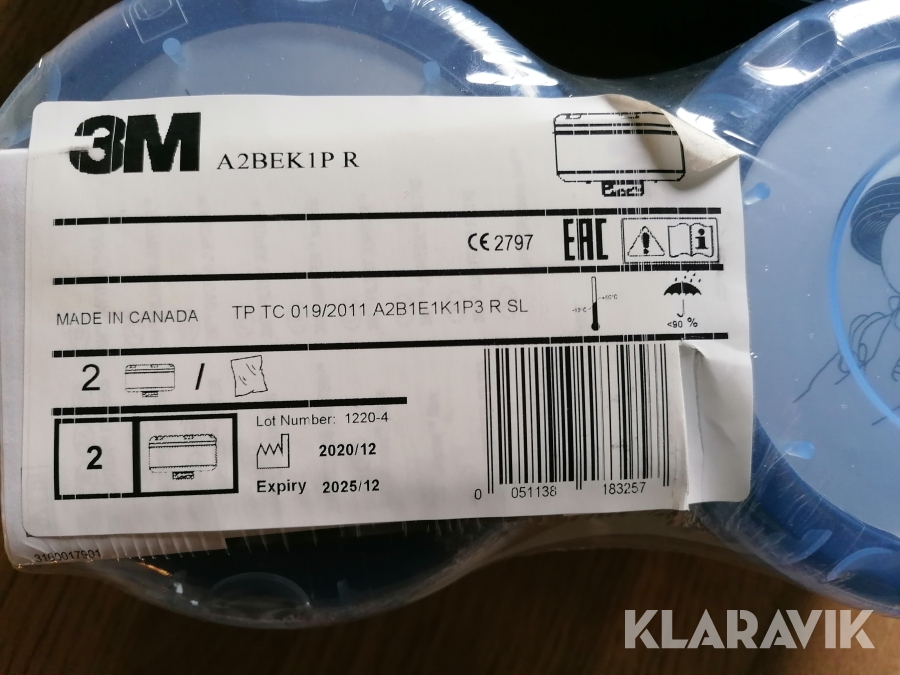 3M A2BEK1P R
CE 2797 EAC
MADE IN CANADA TP TC 019/2011 A2B1E1K1P3 R SL
<90 %
2 /
2
Lot Number: 1220-4
2020/12
Expiry 2025/12
0 051138 183257
3160017901
KLARAVIK